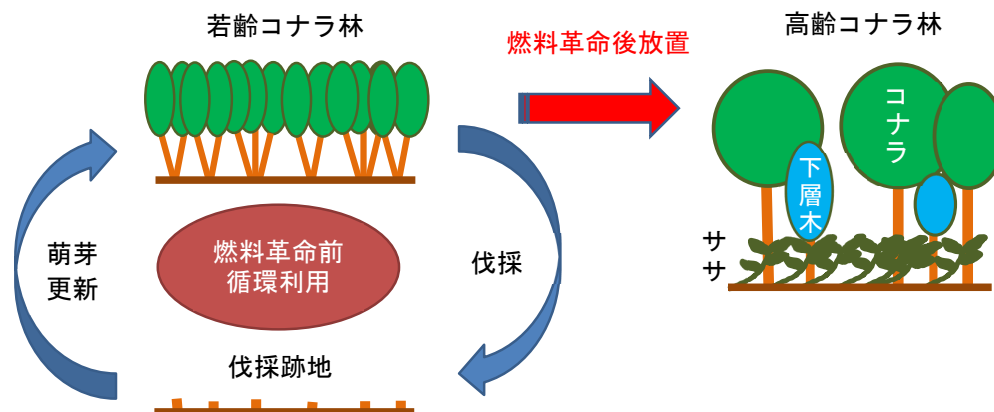 若齢コナラ林
燃料革命後放置
高齢コナラ林
コナラ
下層木
ササ
萌芽
更新
燃料革命前
循環利用
伐採
伐採跡地